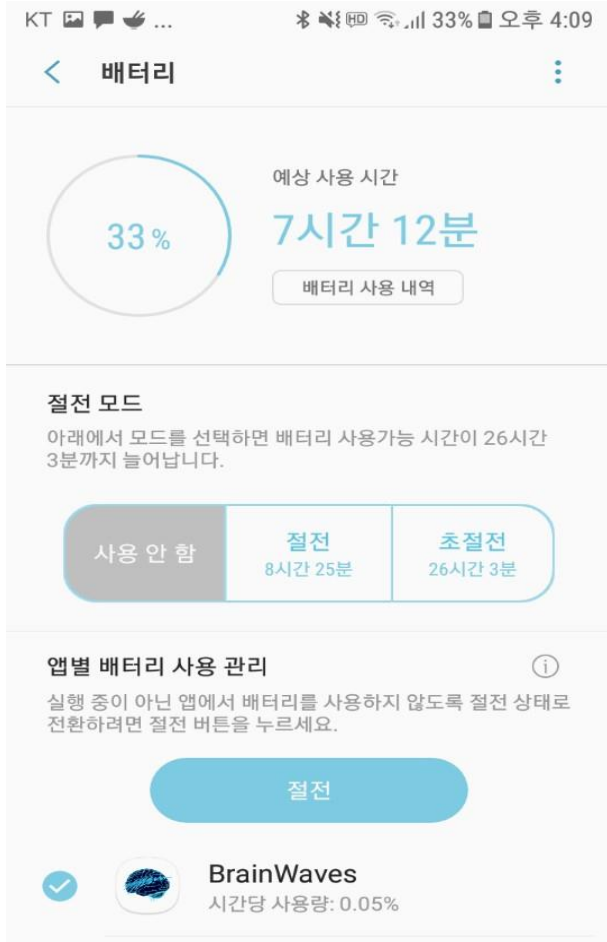 KT ... HD 33% 오후 4:09
배터리
예상 사용 시간
33%
7시간 12분
배터리 사용 내역
절전 모드
아래에서 모드를 선택하면 배터리 사용가능 시간이 26시간
3분까지 늘어납니다.
사용 안 함
절전
8시간 25분
초절전
26시간 3분
앱별 배터리 사용 관리
실행 중이 아닌 앱에서 배터리를 사용하지 않도록 절전 상태로
전환하려면 절전 버튼을 누르세요.
절전
BrainWaves
시간당 사용량: 0.05%